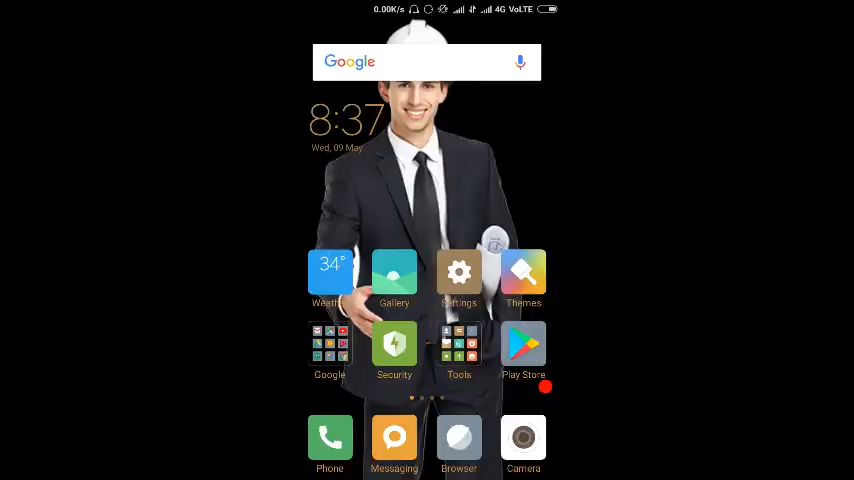 0.00K/s 4G VoLTE
Google
8:37
Wed, 09 May
34°
Weath
Gallery
Settings
Themes
Google
Security
Tools
Play Store
Phone
Messaging
Browser
Camera